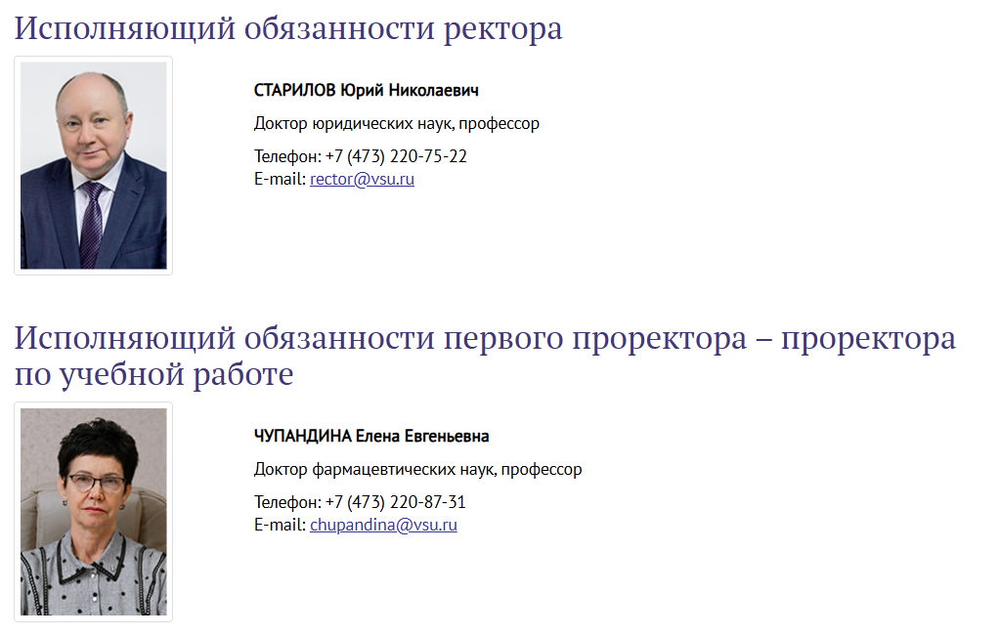 Исполняющий обязанности ректора
СТАРИЛОВ Юрий Николаевич
Доктор юридических наук, профессор
Телефон: +7 (473) 220-75-22
E-mail: rector@vsu.ru
Исполняющий обязанности первого проректора – проректора
по учебной работе
ЧУПАНДИНА Елена Евгеньевна
Доктор фармацевтических наук, профессор
Телефон: +7 (473) 220-87-31
E-mail: chupandina@vsu.ru